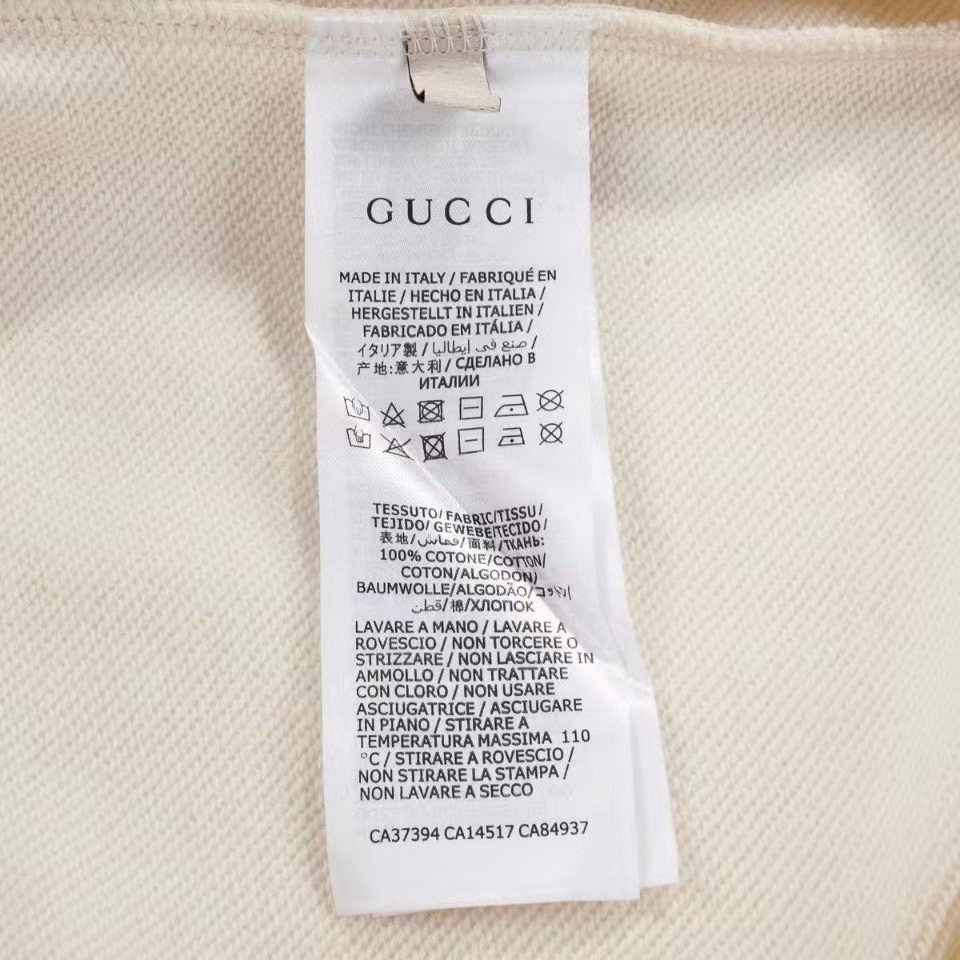 GUCCI
MADE IN ITALY / FABRIQUÉ EN
ITALIE / HECHO EN ITALIA /
HERGESTELLT IN ITALIEN /
FABRICADO EM ITÁLIA /
イタリア製 / صنع في إيطاليا /
产地:意大利 / СДЕЛАНО В
ИТАЛИИ
TESSUTO/FABRIC/TISSU/
TEJIDO/ GEWEBE/TECIDO/
表地/قماش/面料/ТКАНЬ:
100% COTONE/COTTON/
COTON/ALGODON/
BAUMWOLLE/ALGODÃO/
قطن/棉/ХЛОПОК
LAVARE A MANO / LAVARE A
ROVESCIO / NON TORCERE O
STRIZZARE / NON LASCIARE IN
AMMOLLO / NON TRATTARE
CON CLORO / NON USARE
ASCIUGATRICE / ASCIUGARE
IN PIANO / STIRARE A
TEMPERATURA MASSIMA 110
°C / STIRARE A ROVESCIO /
NON STIRARE LA STAMPA /
NON LAVARE A SECCO
CA37394 CA14517 CA84937